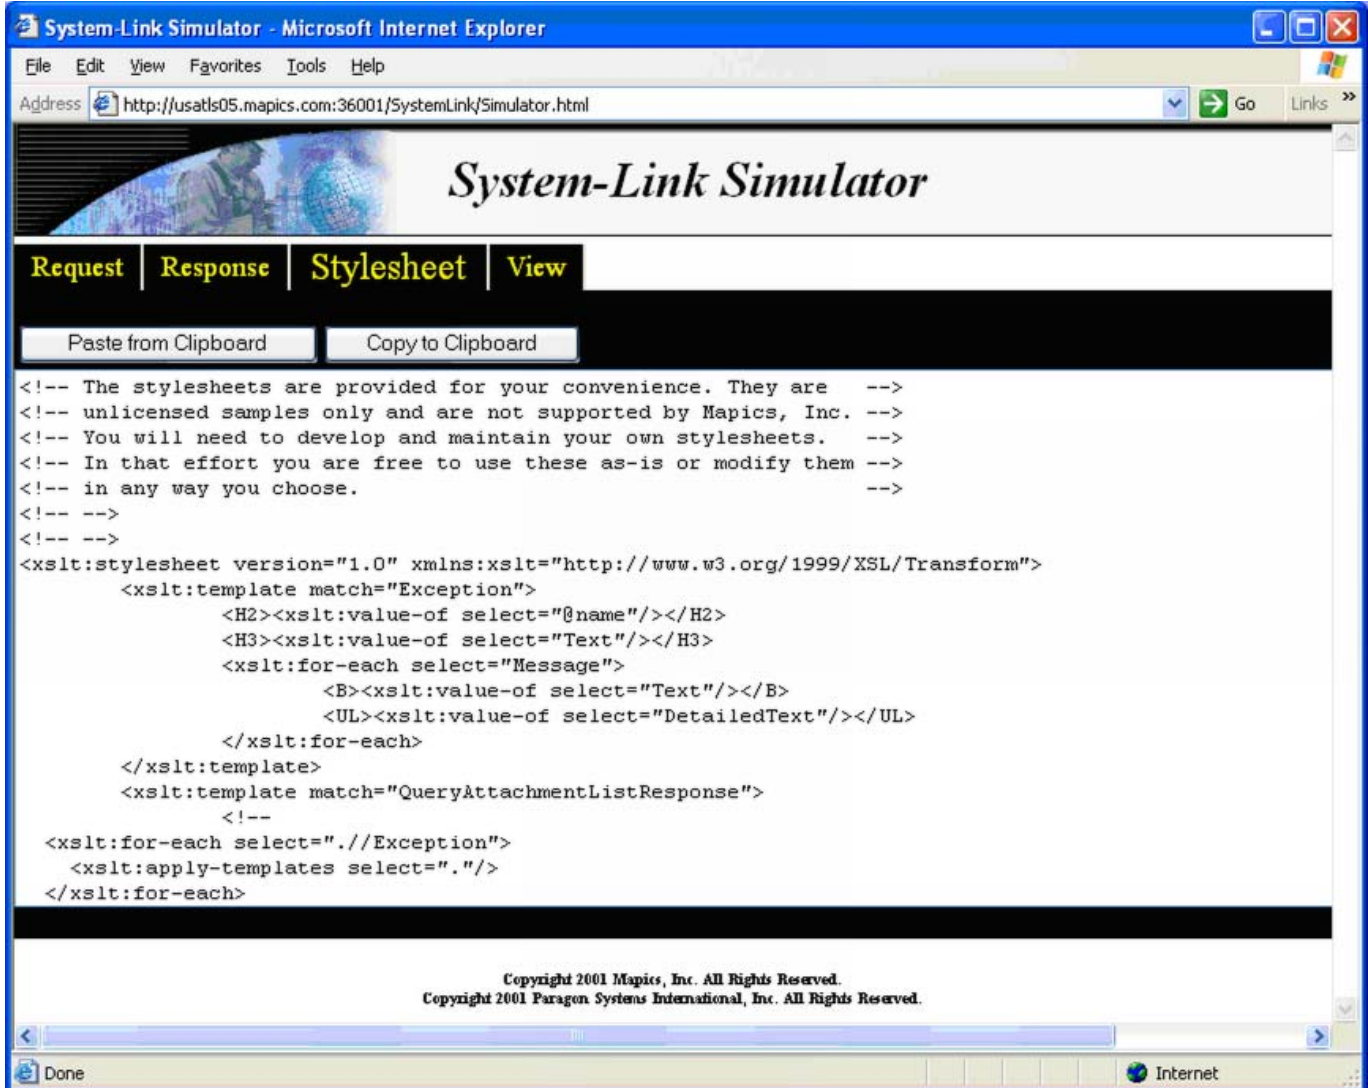 System-Link Simulator - Microsoft Internet Explorer
File Edit View Favorites Tools Help
Address http://usatls05.mapics.com:36001/SystemLink/Simulator.html Go Links »
System-Link Simulator
Request Response Stylesheet View
Paste from Clipboard Copy to Clipboard
<!-- The stylesheets are provided for your convenience. They are   -->
<!-- unlicensed samples only and are not supported by Mapics, Inc. -->
<!-- You will need to develop and maintain your own stylesheets.   -->
<!-- In that effort you are free to use these as-is or modify them -->
<!-- in any way you choose.                                        -->
<!-- -->
<!-- -->
<xslt:stylesheet version="1.0" xmlns:xslt="http://www.w3.org/1999/XSL/Transform">
        <xslt:template match="Exception">
                <H2><xslt:value-of select="@name"/></H2>
                <H3><xslt:value-of select="Text"/></H3>
                <xslt:for-each select="Message">
                        <B><xslt:value-of select="Text"/></B>
                        <UL><xslt:value-of select="DetailedText"/></UL>
                </xslt:for-each>
        </xslt:template>
        <xslt:template match="QueryAttachmentListResponse">
                <!--
  <xslt:for-each select=".//Exception">
    <xslt:apply-templates select="."/>
  </xslt:for-each>
Copyright 2001 Mapics, Inc. All Rights Reserved.
Copyright 2001 Paragon Systems International, Inc. All Rights Reserved.
Done Internet